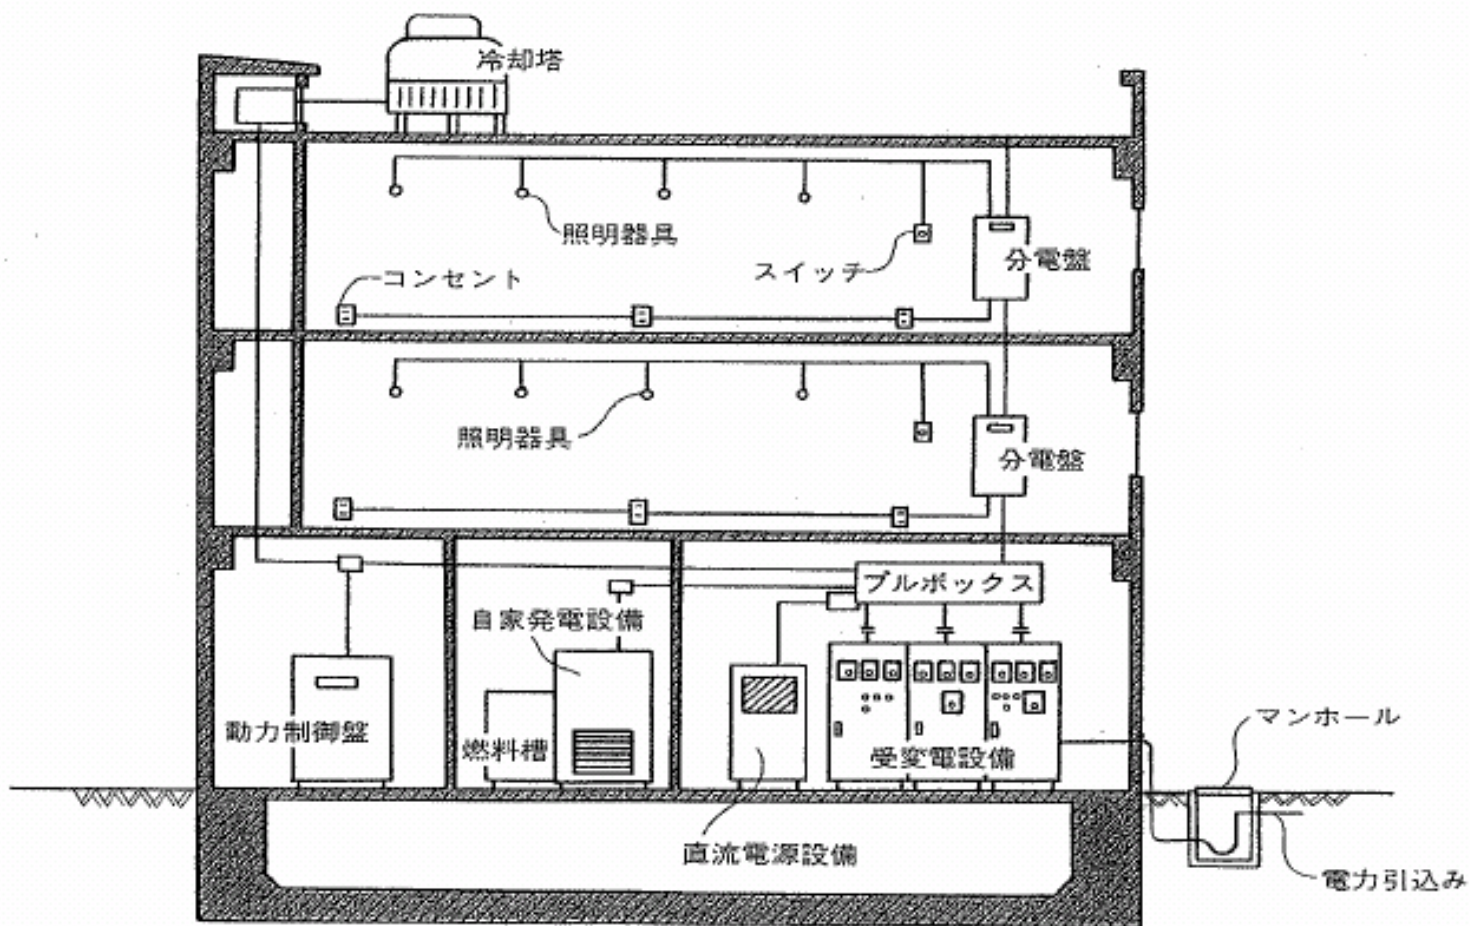 冷却塔
照明器具
コンセント
スイッチ
分電盤
照明器具
分電盤
プルボックス
自家発電設備
動力制御盤
燃料槽
受変電設備
マンホール
直流電源設備
電力引込み